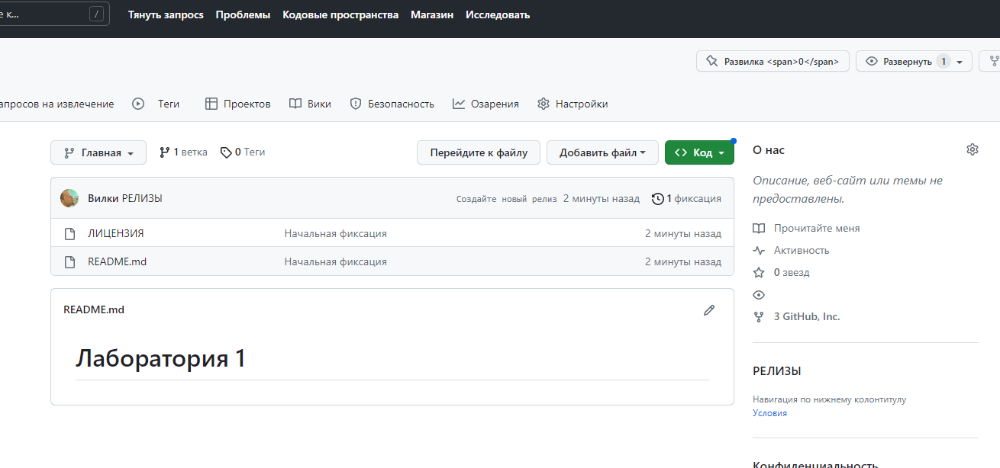 е к... /
Тянуть запрос Проблемы Кодовые пространства Магазин Исследовать
Развилка <span>0</span> Развернуть 1
апросов на извлечение Теги Проектов Вики Безопасность Озарения Настройки
Главная 1 ветка 0 Теги Перейдите к файлу Добавить файл Код
Вилки РЕЛИЗЫ Создайте новый релиз 2 минуты назад 1 фиксация
ЛИЦЕНЗИЯ Начальная фиксация 2 минуты назад
README.md Начальная фиксация 2 минуты назад
README.md
Лаборатория 1
О нас
Описание, веб-сайт или темы не
предоставлены.
Прочитайте меня
Активность
0 звезд
3 GitHub, Inc.
РЕЛИЗЫ
Навигация по нижнему колонтитулу
Условия
Конфиденциальность